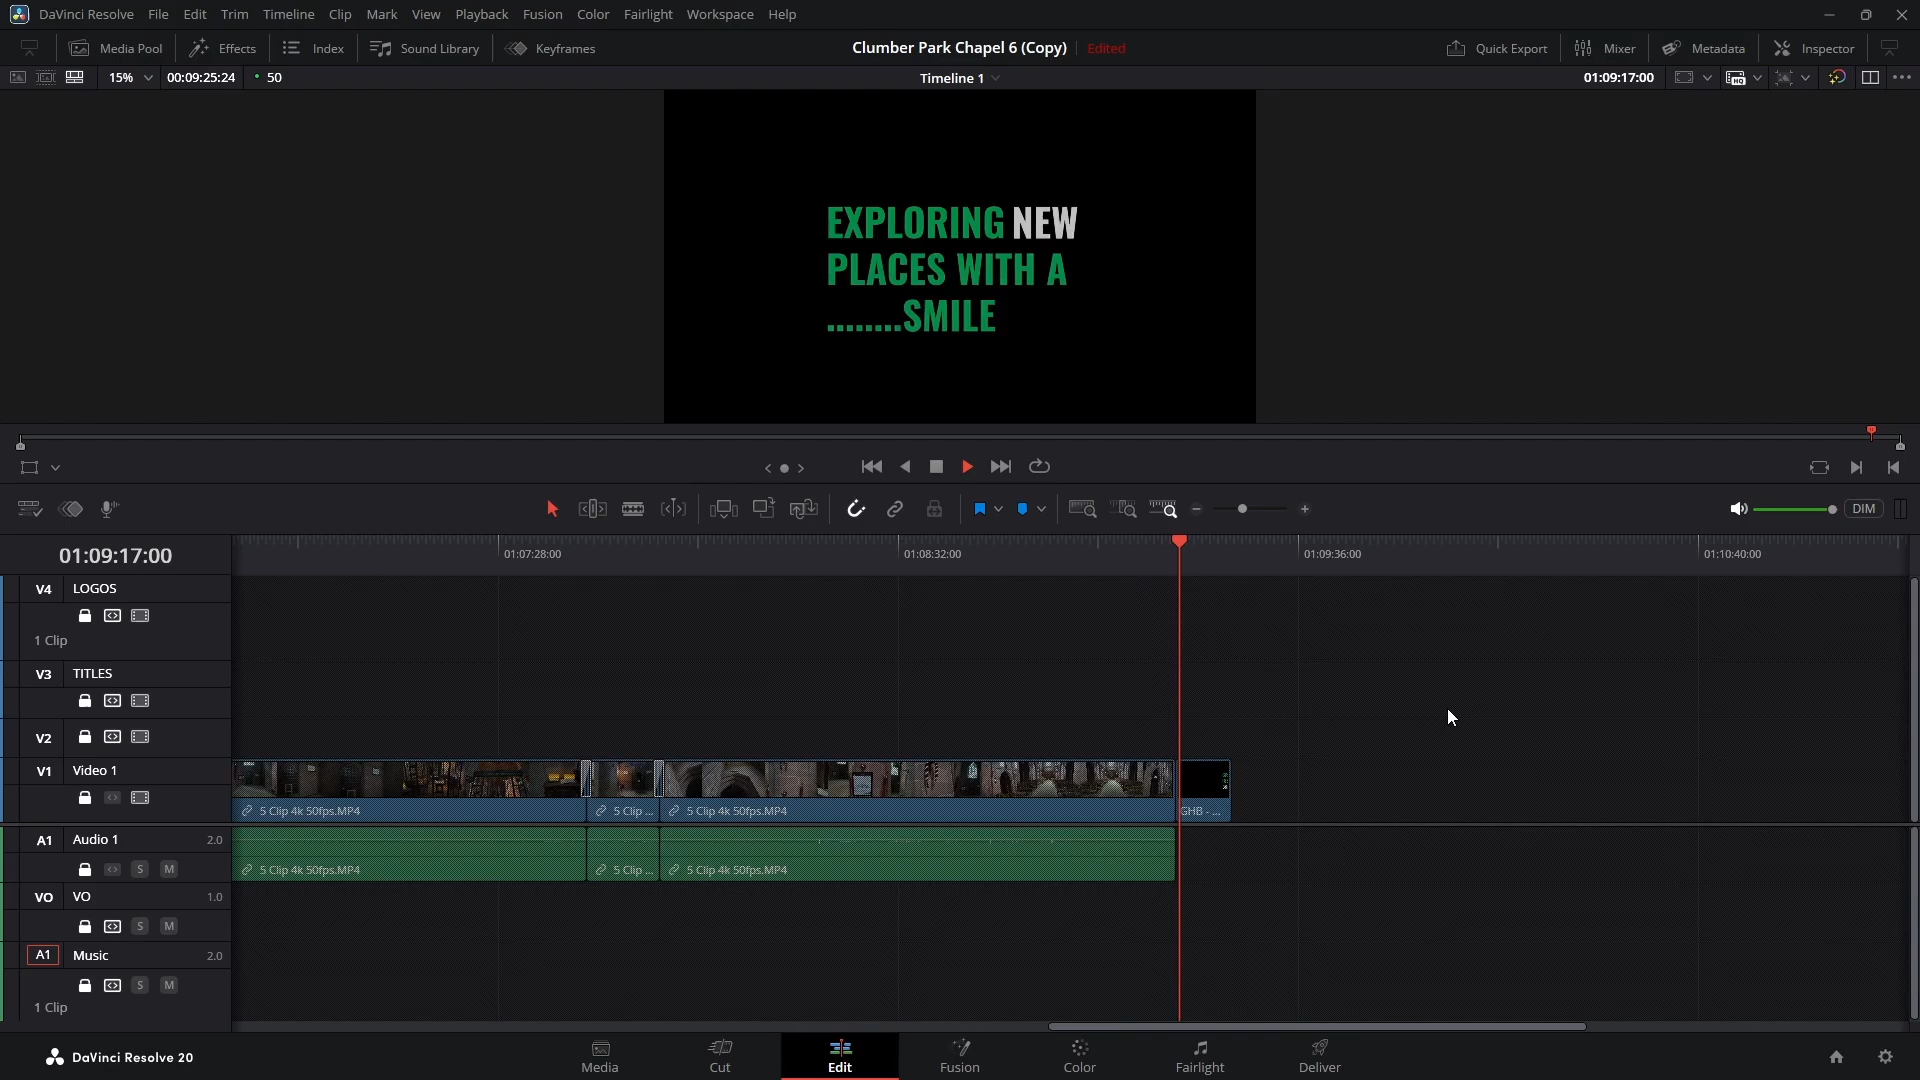 DaVinci Resolve File Edit Trim Timeline Clip Mark View Playback Fusion Color Fairlight Workspace Help
Media Pool Effects Index Sound Library Keyframes Clumber Park Chapel 6 (Copy) Edited Quick Export Mixer Metadata Inspector
15% 00:09:25:24 50 Timeline 1 01:09:17:00
EXPLORING NEW
PLACES WITH A
........SMILE
DIM
01:09:17:00 01:07:28:00 01:08:32:00 01:09:36:00 01:10:40:00
V4 LOGOS
1 Clip
V3 TITLES
V2
V1 Video 1
5 Clip 4k 50fps.MP4 5 Clip ... 5 Clip 4k 50fps.MP4 GHB - ...
A1 Audio 1 2.0
S M 5 Clip 4k 50fps.MP4 5 Clip ... 5 Clip 4k 50fps.MP4
VO VO 1.0
S M
A1 Music 2.0
S M
1 Clip
DaVinci Resolve 20 Media Cut Edit Fusion Color Fairlight Deliver